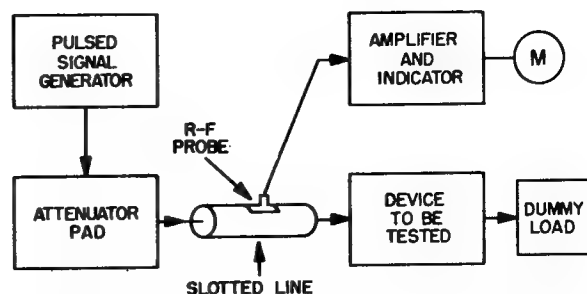 PULSED
SIGNAL
GENERATOR
AMPLIFIER
AND
INDICATOR
M
R-F
PROBE
ATTENUATOR
PAD
DEVICE
TO BE
TESTED
DUMMY
LOAD
SLOTTED LINE